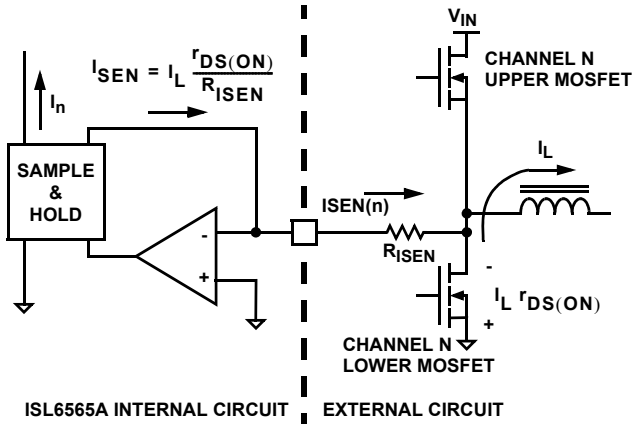 V_IN
CHANNEL N
UPPER MOSFET
I_SEN = I_L r_DS(ON) / R_ISEN
I_n
SAMPLE
&
HOLD
-
+
ISEN(n)
R_ISEN
I_L
-
I_L r_DS(ON)
+
CHANNEL N
LOWER MOSFET
ISL6565A INTERNAL CIRCUIT
EXTERNAL CIRCUIT